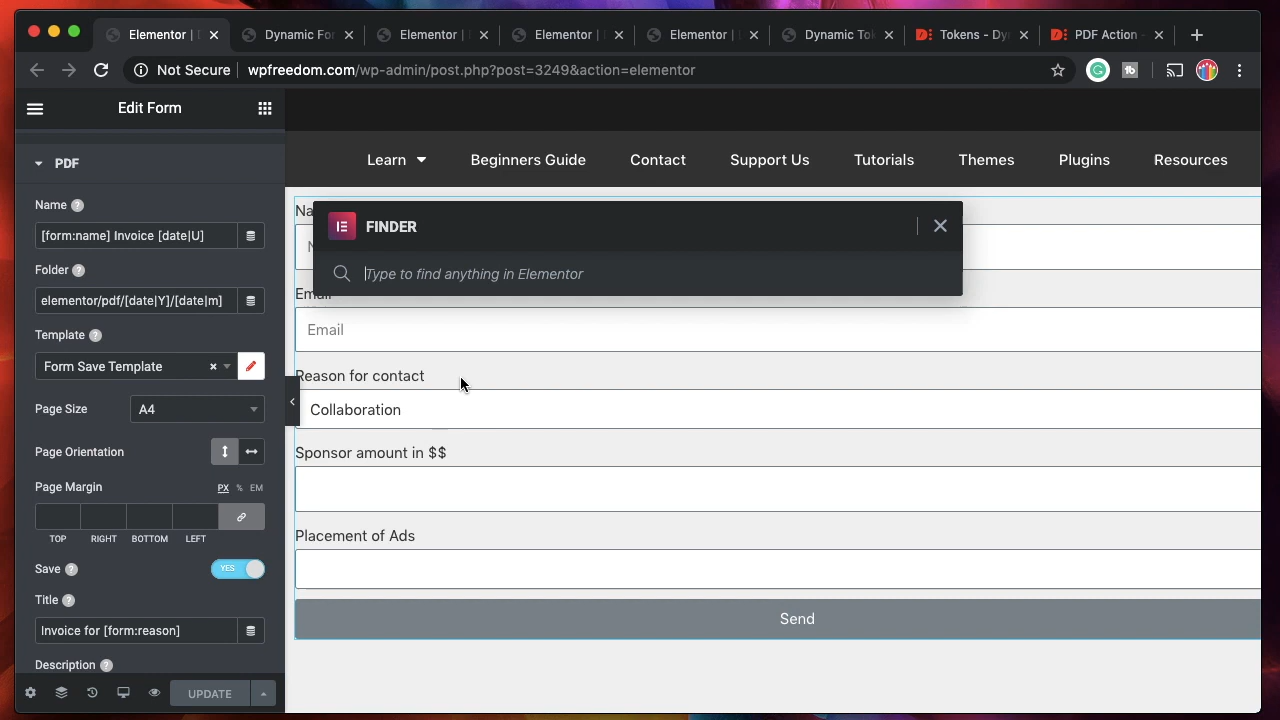 Elementor |
Dynamic For
Elementor |
Elementor |
Elementor |
Dynamic To
Tokens - Dy
PDF Action -
Not Secure
wpfreedom.com/wp-admin/post.php?post=3249&action=elementor
Edit Form
Learn
Beginners Guide
Contact
Support Us
Tutorials
Themes
Plugins
Resources
PDF
Name
[form:name] Invoice [date|U]
Folder
elementor/pdf/[date|Y]/[date|m]
Template
Form Save Template
Page Size
A4
Page Orientation
Page Margin
PX % EM
TOP RIGHT BOTTOM LEFT
Save
YES
Title
Invoice for [form:reason]
Description
UPDATE
Na
FINDER
N
Type to find anything in Elementor
Email
Email
Reason for contact
Collaboration
Sponsor amount in $$
Placement of Ads
Send